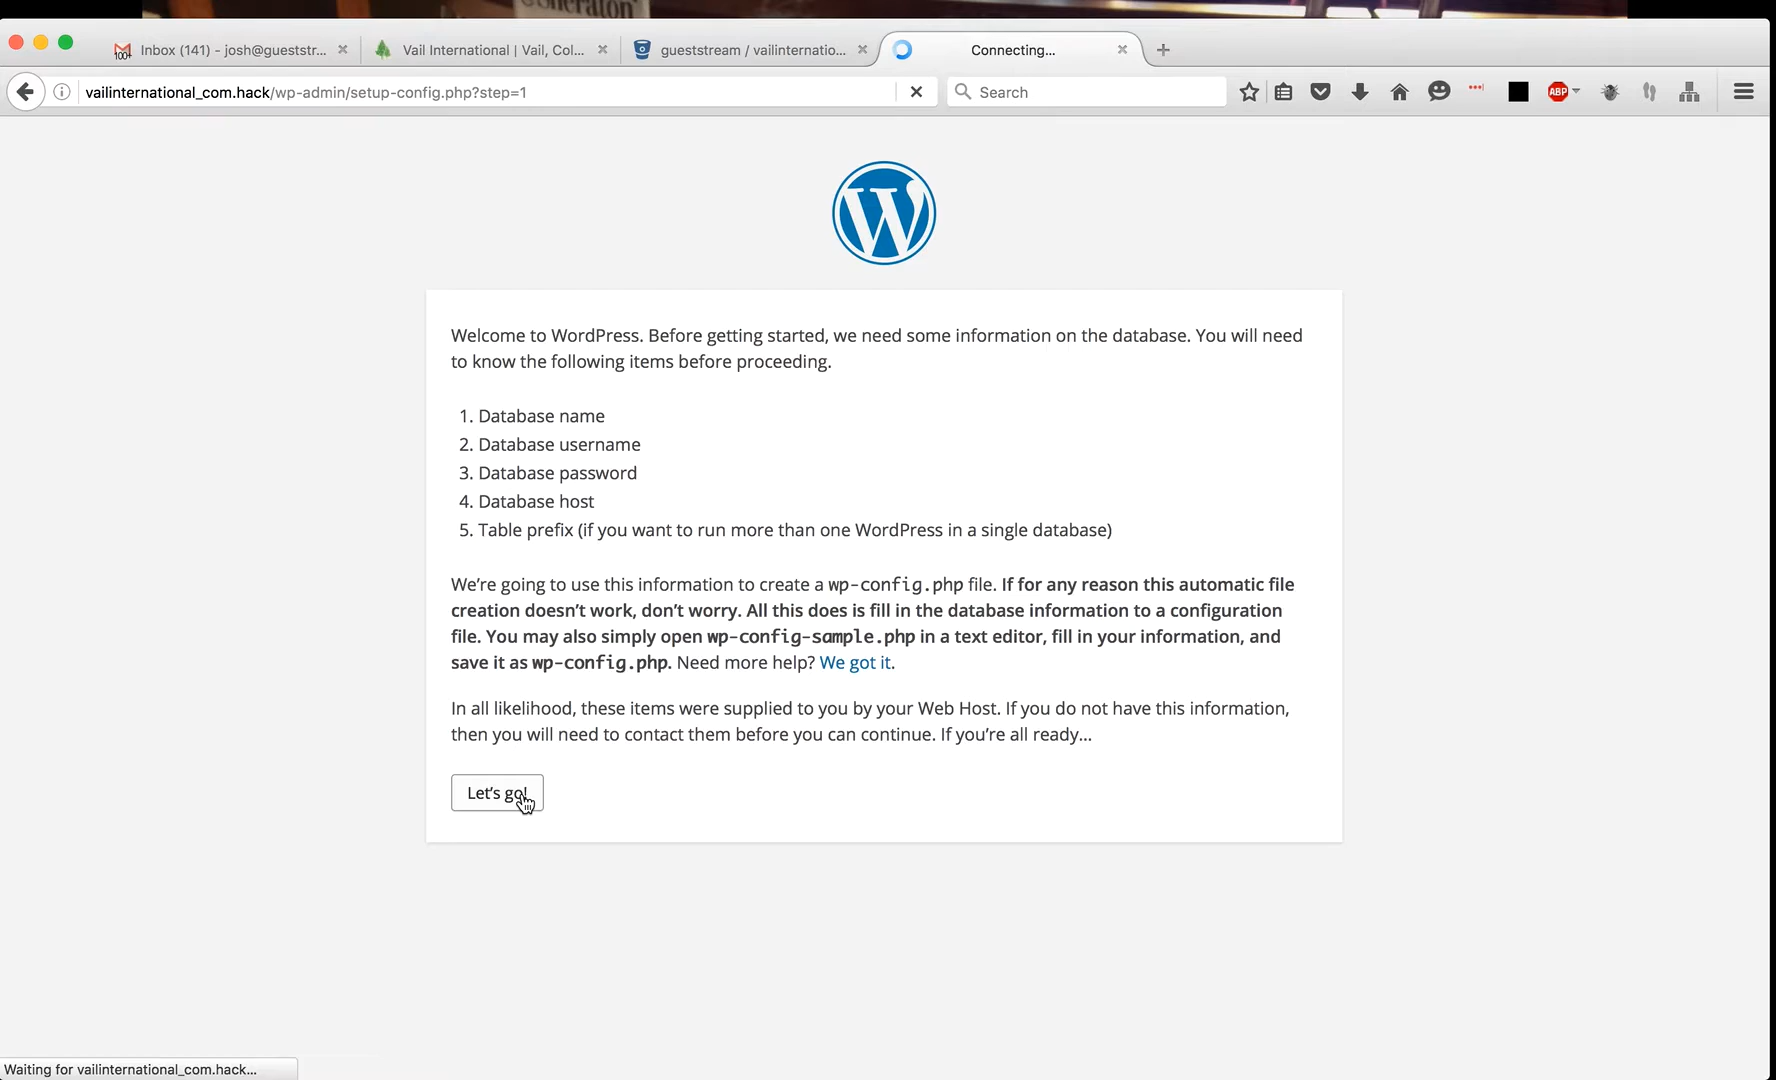 Sheraton
Inbox (141) - josh@gueststr...
Vail International | Vail, Col...
gueststream / vailinternatio...
Connecting...
vailinternational_com.hack/wp-admin/setup-config.php?step=1
Search
ABP
100+
W
Welcome to WordPress. Before getting started, we need some information on the database. You will need
to know the following items before proceeding.
1. Database name
2. Database username
3. Database password
4. Database host
5. Table prefix (if you want to run more than one WordPress in a single database)
We’re going to use this information to create a wp-config.php file. If for any reason this automatic file
creation doesn’t work, don’t worry. All this does is fill in the database information to a configuration
file. You may also simply open wp-config-sample.php in a text editor, fill in your information, and
save it as wp-config.php. Need more help? We got it.
In all likelihood, these items were supplied to you by your Web Host. If you do not have this information,
then you will need to contact them before you can continue. If you’re all ready...
Let’s go!
Waiting for vailinternational_com.hack...